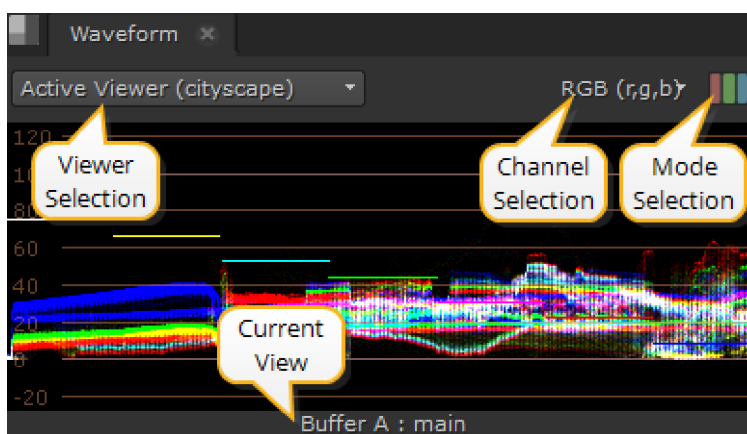 Waveform
Active Viewer (cityscape)
RGB (r,g,b)
120
Viewer
Selection
Channel
Selection
Mode
Selection
80
60
40
20
0
Current
View
-20
Buffer A : main